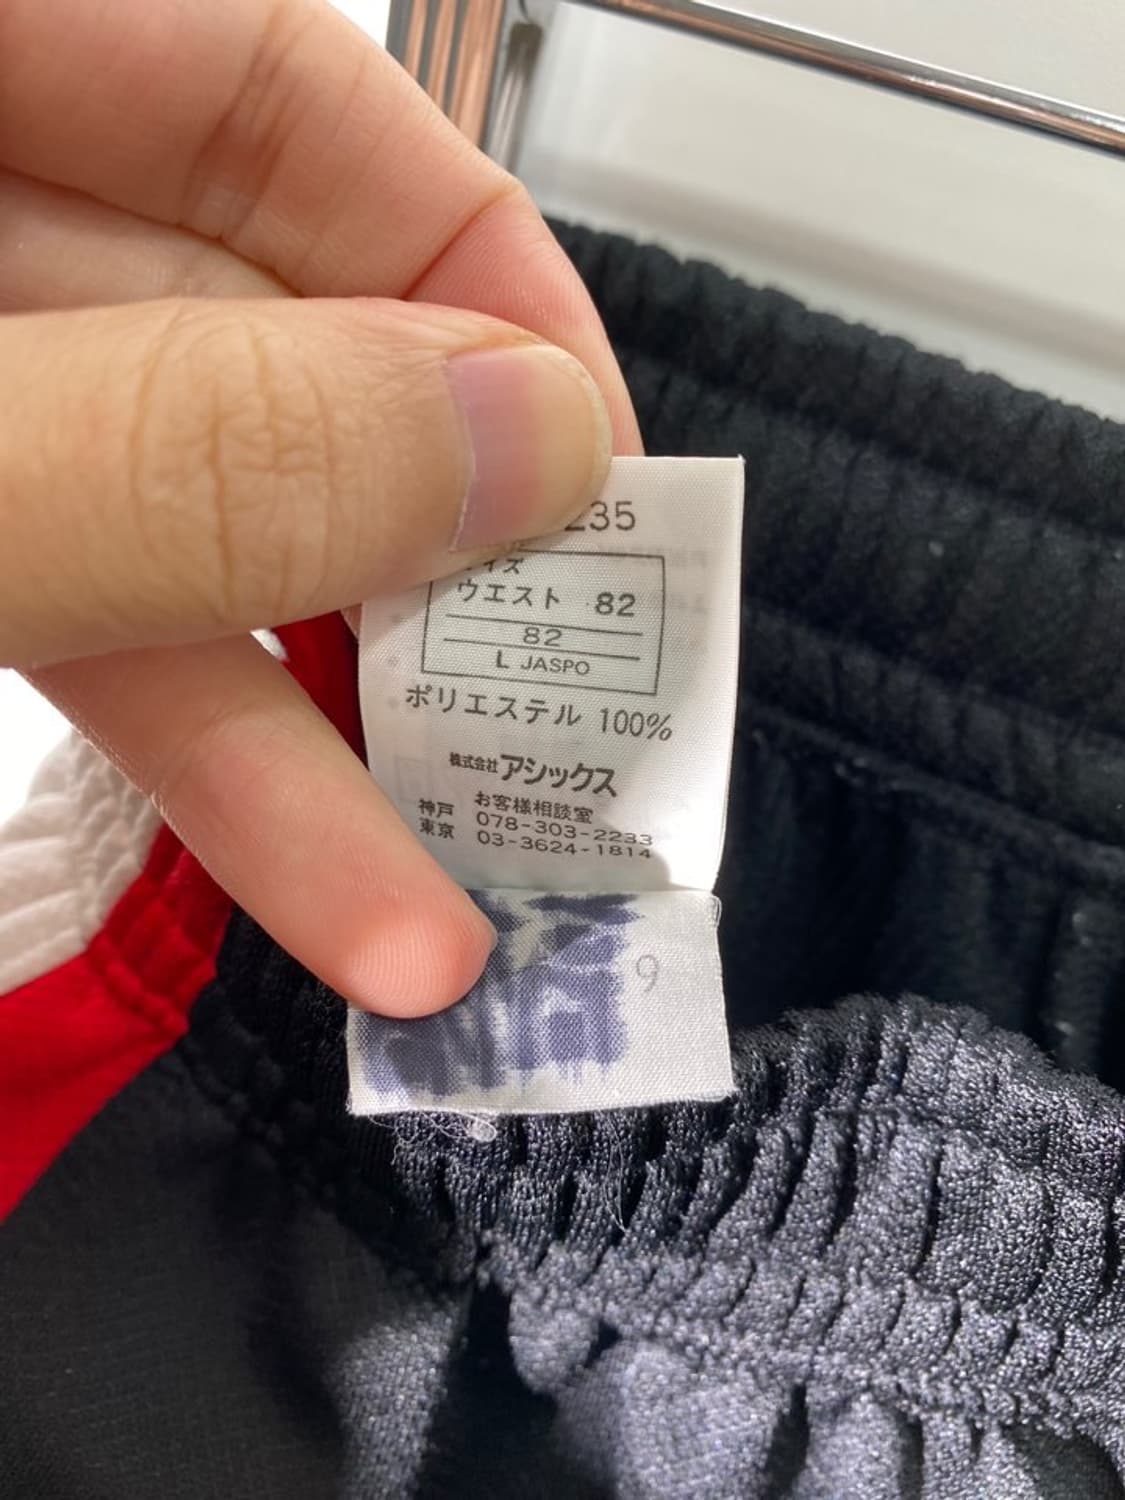 235
イズ
ウエスト 82
82
L JASPO
ポリエステル 100%
株式会社アシックス
お客様相談室
神戸 078-303-2233
東京 03-3624-1814
9